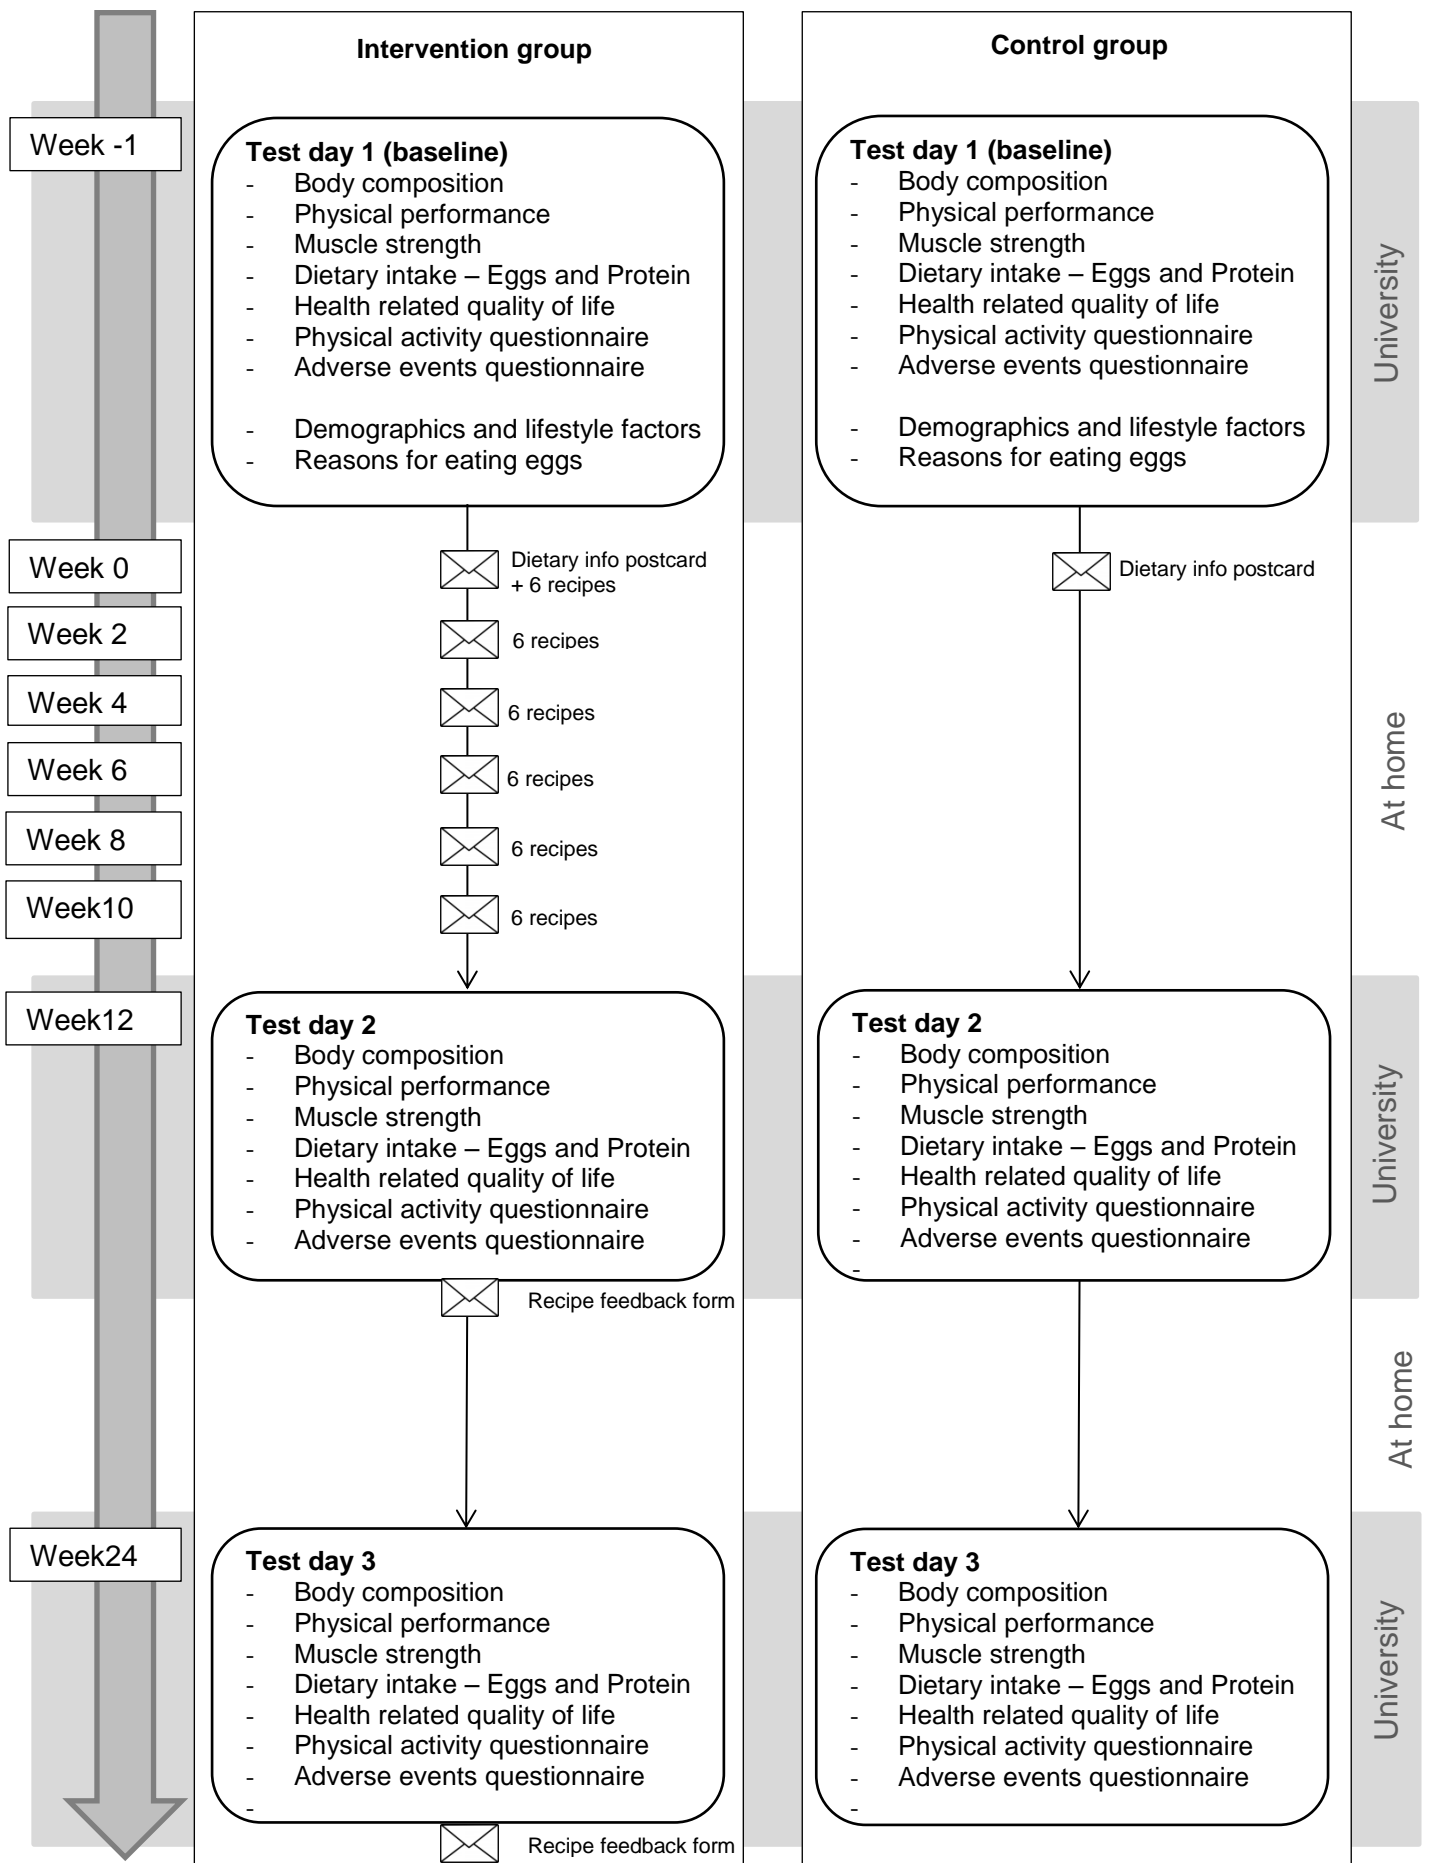 Intervention group
Control group
Week -1
Test day 1 (baseline)
- Body composition
- Physical performance
- Muscle strength
- Dietary intake – Eggs and Protein
- Health related quality of life
- Physical activity questionnaire
- Adverse events questionnaire
- Demographics and lifestyle factors
- Reasons for eating eggs
Test day 1 (baseline)
- Body composition
- Physical performance
- Muscle strength
- Dietary intake – Eggs and Protein
- Health related quality of life
- Physical activity questionnaire
- Adverse events questionnaire
- Demographics and lifestyle factors
- Reasons for eating eggs
University
Week 0
Dietary info postcard
+ 6 recipes
Dietary info postcard
Week 2
6 recipes
Week 4
6 recipes
Week 6
6 recipes
Week 8
6 recipes
Week10
6 recipes
At home
Week12
Test day 2
- Body composition
- Physical performance
- Muscle strength
- Dietary intake – Eggs and Protein
- Health related quality of life
- Physical activity questionnaire
- Adverse events questionnaire
Recipe feedback form
Test day 2
- Body composition
- Physical performance
- Muscle strength
- Dietary intake – Eggs and Protein
- Health related quality of life
- Physical activity questionnaire
- Adverse events questionnaire
-
University
At home
Week24
Test day 3
- Body composition
- Physical performance
- Muscle strength
- Dietary intake – Eggs and Protein
- Health related quality of life
- Physical activity questionnaire
- Adverse events questionnaire
-
Recipe feedback form
Test day 3
- Body composition
- Physical performance
- Muscle strength
- Dietary intake – Eggs and Protein
- Health related quality of life
- Physical activity questionnaire
- Adverse events questionnaire
-
University